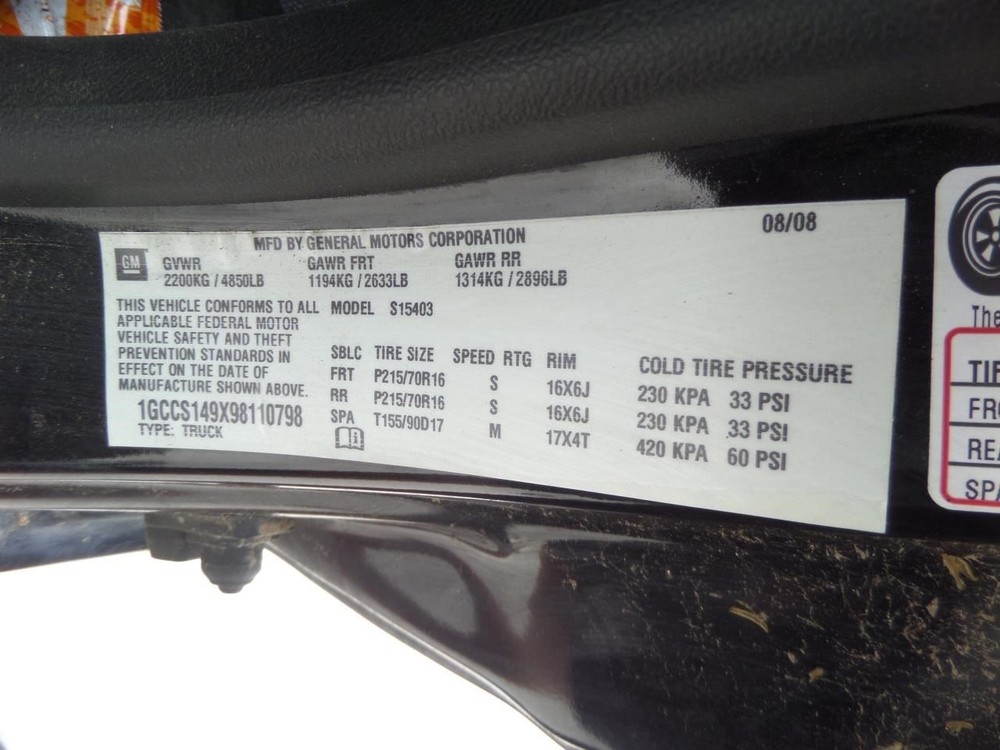 08/08
MFD BY GENERAL MOTORS CORPORATION
GM
GVWR GAWR FRT GAWR RR
2200KG / 4850LB 1194KG / 2633LB 1314KG / 2896LB
THIS VEHICLE CONFORMS TO ALL
APPLICABLE FEDERAL MOTOR
VEHICLE SAFETY AND THEFT
PREVENTION STANDARDS IN
EFFECT ON THE DATE OF
MANUFACTURE SHOWN ABOVE.
1GCCS149X98110798
TYPE: TRUCK
MODEL S15403
SBLC TIRE SIZE SPEED RTG RIM COLD TIRE PRESSURE
FRT P215/70R16 S 16X6J 230 KPA 33 PSI
RR P215/70R16 S 16X6J 230 KPA 33 PSI
SPA T155/90D17 M 17X4T 420 KPA 60 PSI
The